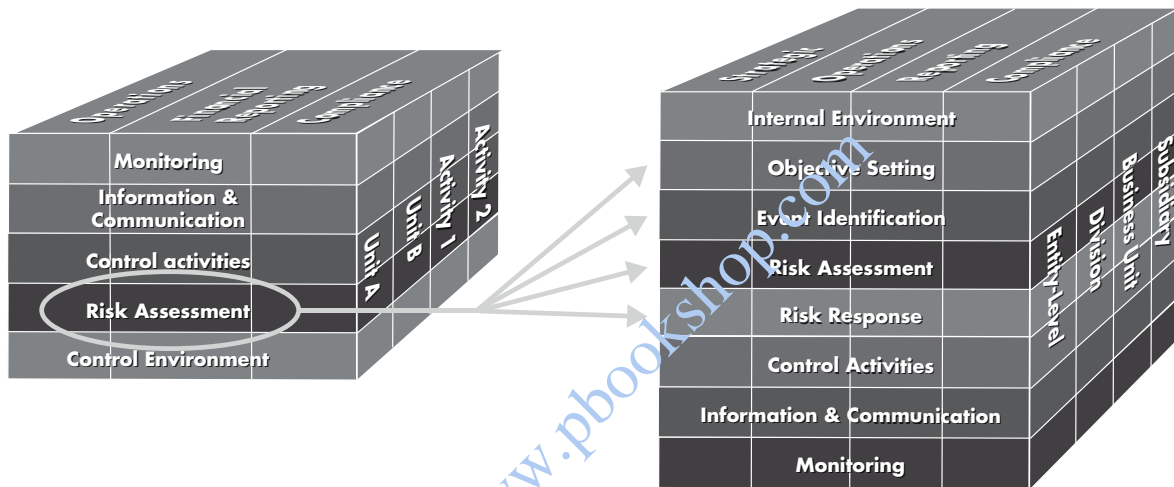 Operations
Financial
Reporting
Compliance
Monitoring
Information &
Communication
Control activities
Risk Assessment
Control Environment
Unit A
Unit B
Activity 1
Activity 2
Strategic
Operations
Reporting
Compliance
Internal Environment
Objective Setting
Event Identification
Risk Assessment
Risk Response
Control Activities
Information & Communication
Monitoring
Entity-Level
Division
Business Unit
Subsidiary
www.pbookshop.com